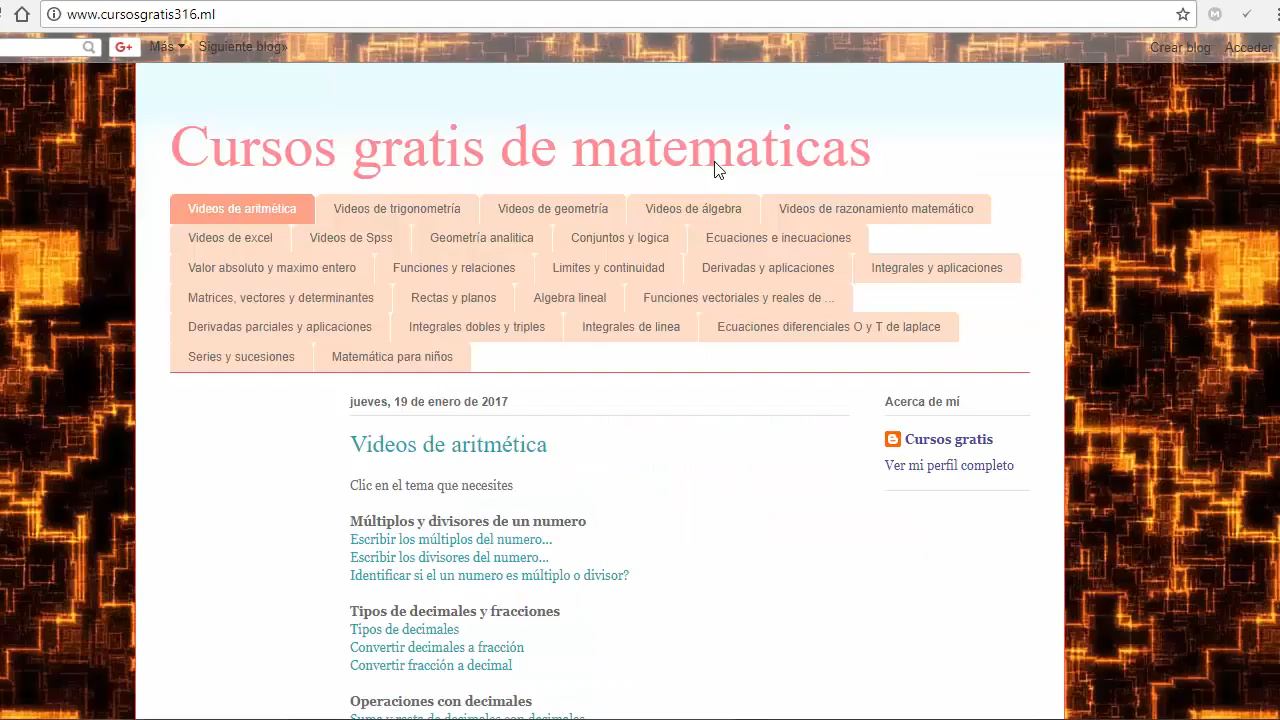 www.cursosgratis316.ml
G+ Más Siguiente blog» Crear blog Acceder
Cursos gratis de matematicas
Videos de aritmética Videos de trigonometría Videos de geometría Videos de álgebra Videos de razonamiento matemático
Videos de excel Videos de Spss Geometría analitica Conjuntos y logica Ecuaciones e inecuaciones
Valor absoluto y maximo entero Funciones y relaciones Limites y continuidad Derivadas y aplicaciones Integrales y aplicaciones
Matrices, vectores y determinantes Rectas y planos Algebra lineal Funciones vectoriales y reales de ...
Derivadas parciales y aplicaciones Integrales dobles y triples Integrales de linea Ecuaciones diferenciales O y T de laplace
Series y sucesiones Matemática para niños
jueves, 19 de enero de 2017
Videos de aritmética
Clic en el tema que necesites
Múltiplos y divisores de un numero
Escribir los múltiplos del numero...
Escribir los divisores del numero...
Identificar si el un numero es múltiplo o divisor?
Tipos de decimales y fracciones
Tipos de decimales
Convertir decimales a fracción
Convertir fracción a decimal
Operaciones con decimales
Suma y resta de decimales con decimales
Acerca de mí
Cursos gratis
Ver mi perfil completo